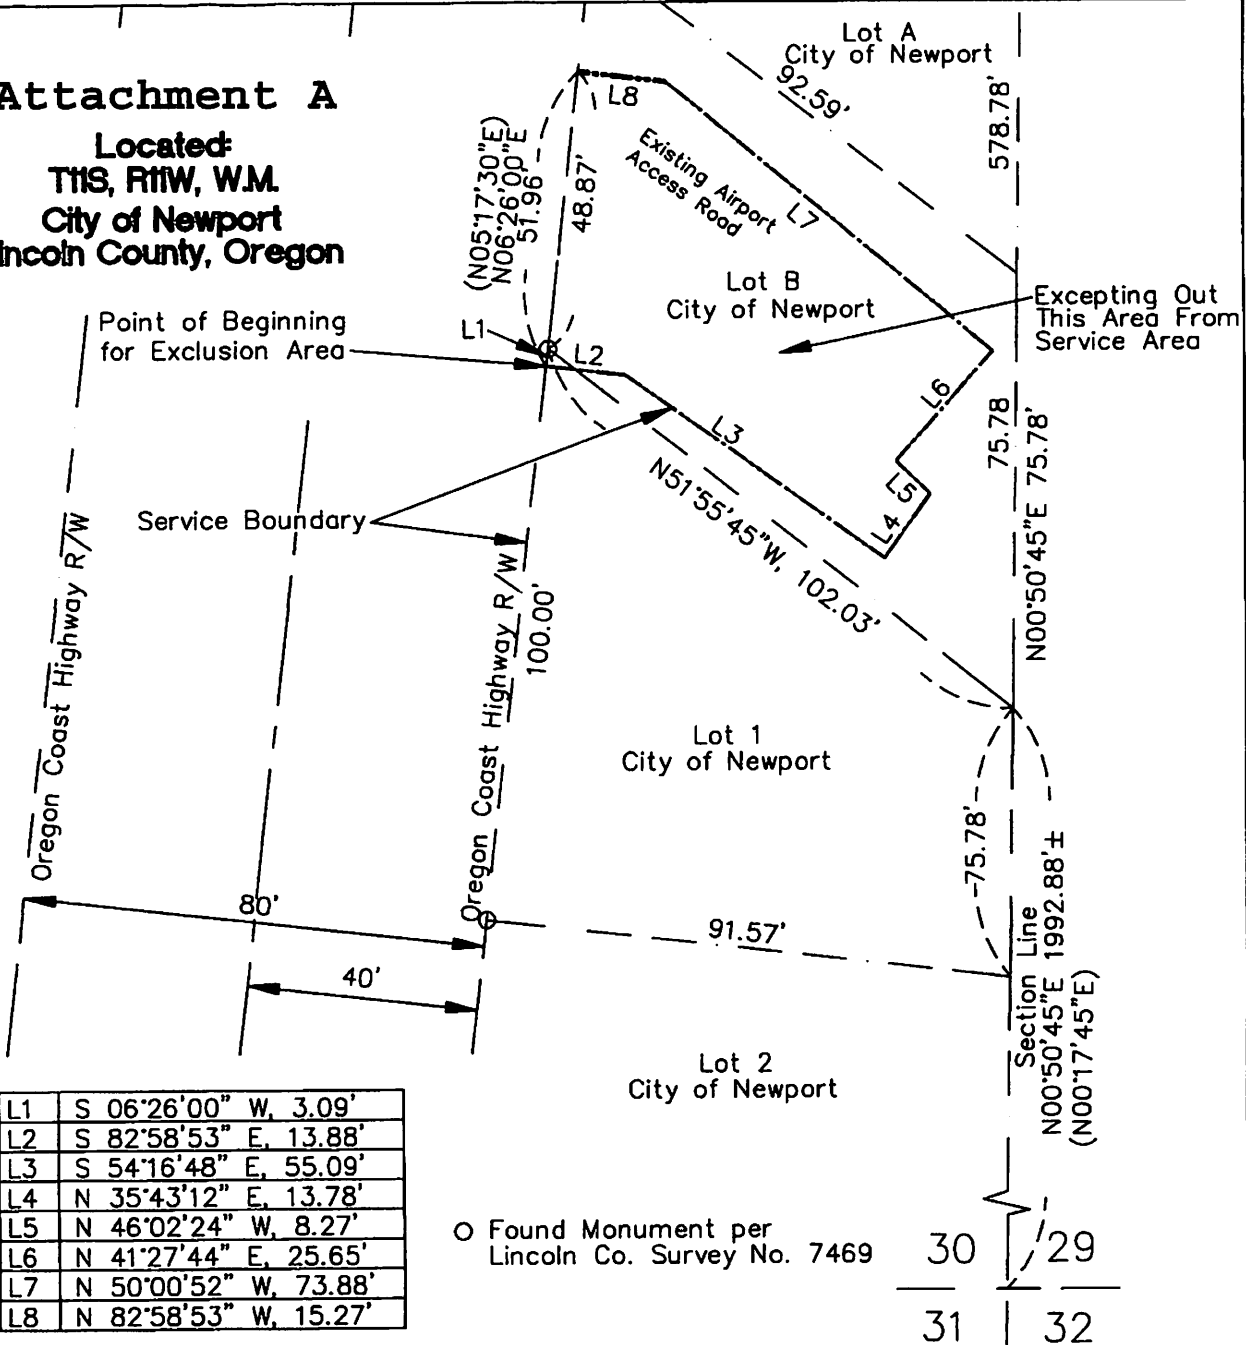 Attachment A
Located:
T11S, R11W, W.M.
City of Newport
incoln County, Oregon
Lot A
City of Newport
92.59'
578.78'
L8
Existing Airport
Access Road
L7
(N05°17'30"E)
N06°26'00"E
51.96'
48.87'
Lot B
City of Newport
Excepting Out
This Area From
Service Area
Point of Beginning
for Exclusion Area
L1
L2
L3
L6
L5
L4
75.78
N00°50'45"E 75.78'
N51°55'45"W, 102.03'
Service Boundary
Oregon Coast Highway R/W
Oregon Coast Highway R/W
100.00'
Lot 1
City of Newport
-75.78'-
80'
91.57'
40'
Section Line
N00°50'45"E 1992.88'±
(N00°17'45"E)
Lot 2
City of Newport
L1 S 06°26'00" W, 3.09'
L2 S 82°58'53" E, 13.88'
L3 S 54°16'48" E, 55.09'
L4 N 35°43'12" E, 13.78'
L5 N 46°02'24" W, 8.27'
L6 N 41°27'44" E, 25.65'
L7 N 50°00'52" W, 73.88'
L8 N 82°58'53" W, 15.27'
Found Monument per
Lincoln Co. Survey No. 7469
30 29
31 32